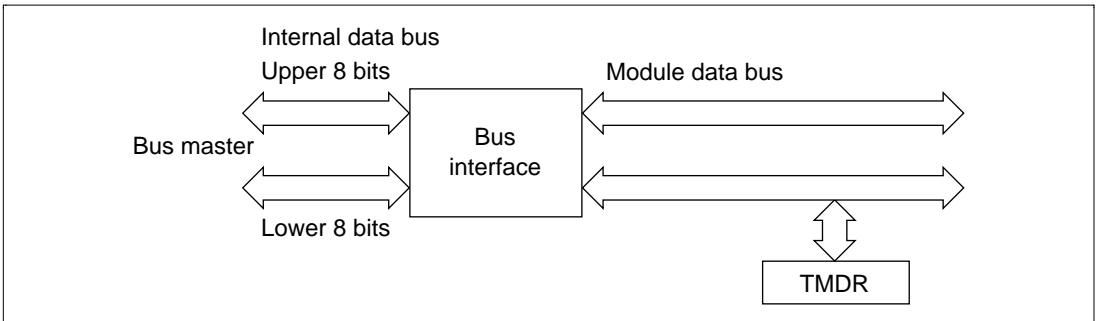 Internal data bus
Upper 8 bits
Module data bus
Bus master
Bus
interface
Lower 8 bits
TMDR